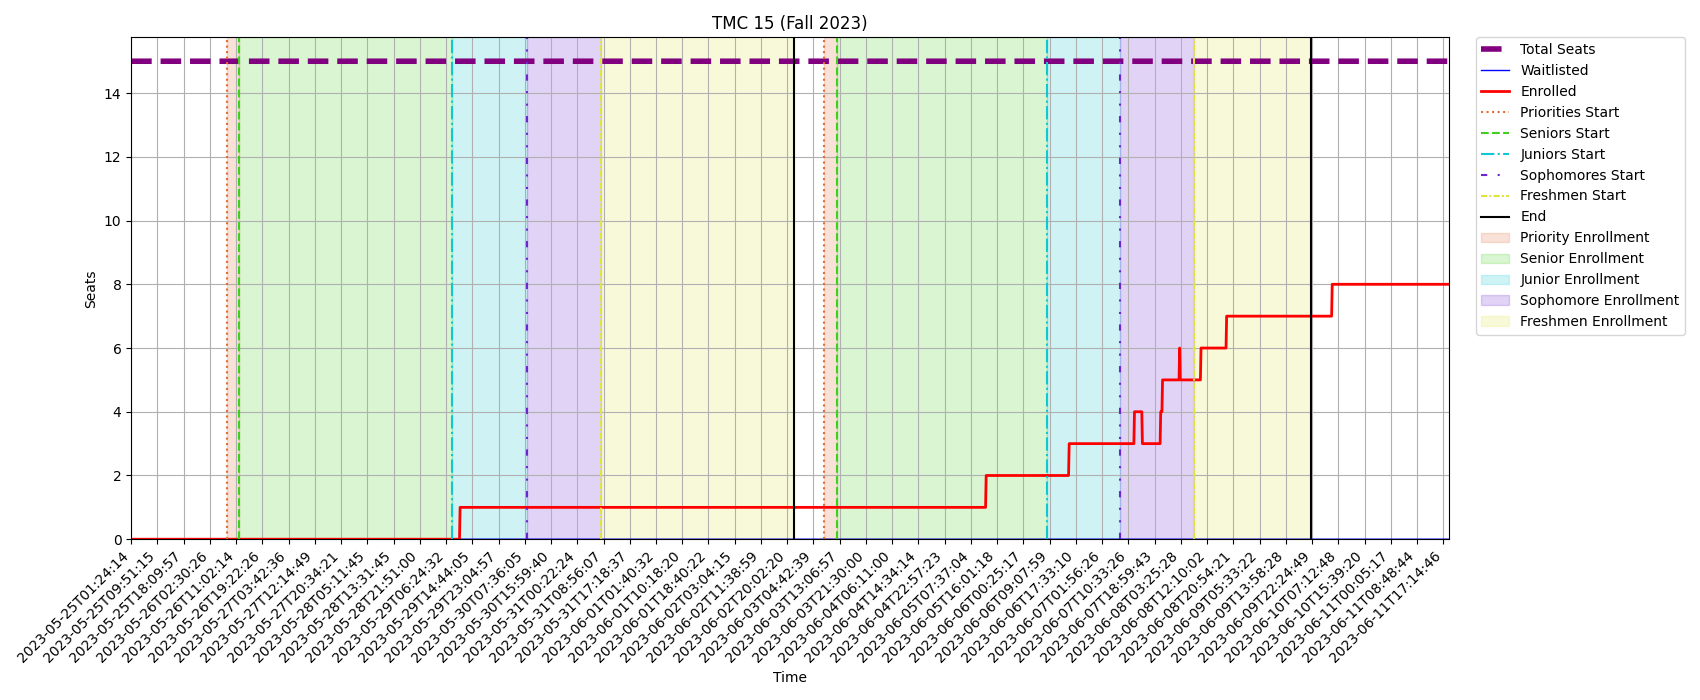 TMC 15 (Fall 2023)
Seats
14
12
10
8
6
4
2
0
2023-05-25T01:24:14
2023-05-25T09:51:15
2023-05-25T18:09:57
2023-05-26T02:30:26
2023-05-26T11:02:14
2023-05-26T19:22:26
2023-05-27T03:42:36
2023-05-27T12:14:49
2023-05-27T20:34:21
2023-05-28T05:11:45
2023-05-28T13:31:45
2023-05-28T21:51:00
2023-05-29T06:24:32
2023-05-29T14:44:05
2023-05-29T23:04:57
2023-05-30T07:36:05
2023-05-30T15:59:40
2023-05-31T00:22:24
2023-05-31T08:56:07
2023-05-31T17:18:37
2023-06-01T01:40:32
2023-06-01T10:18:20
2023-06-01T18:40:22
2023-06-02T03:04:15
2023-06-02T11:38:59
2023-06-02T20:02:20
2023-06-03T04:42:39
2023-06-03T13:06:57
2023-06-03T21:30:00
2023-06-04T06:11:00
2023-06-04T14:34:14
2023-06-04T22:57:23
2023-06-05T07:37:04
2023-06-05T16:01:18
2023-06-06T00:25:17
2023-06-06T09:07:59
2023-06-06T17:33:10
2023-06-07T01:56:26
2023-06-07T10:33:26
2023-06-07T18:59:43
2023-06-08T03:25:28
2023-06-08T12:10:02
2023-06-08T20:54:21
2023-06-09T05:33:22
2023-06-09T13:58:28
2023-06-09T22:24:49
2023-06-10T07:12:48
2023-06-10T15:39:20
2023-06-11T00:05:17
2023-06-11T08:48:44
2023-06-11T17:14:46
Time
Total Seats
Waitlisted
Enrolled
Priorities Start
Seniors Start
Juniors Start
Sophomores Start
Freshmen Start
End
Priority Enrollment
Senior Enrollment
Junior Enrollment
Sophomore Enrollment
Freshmen Enrollment